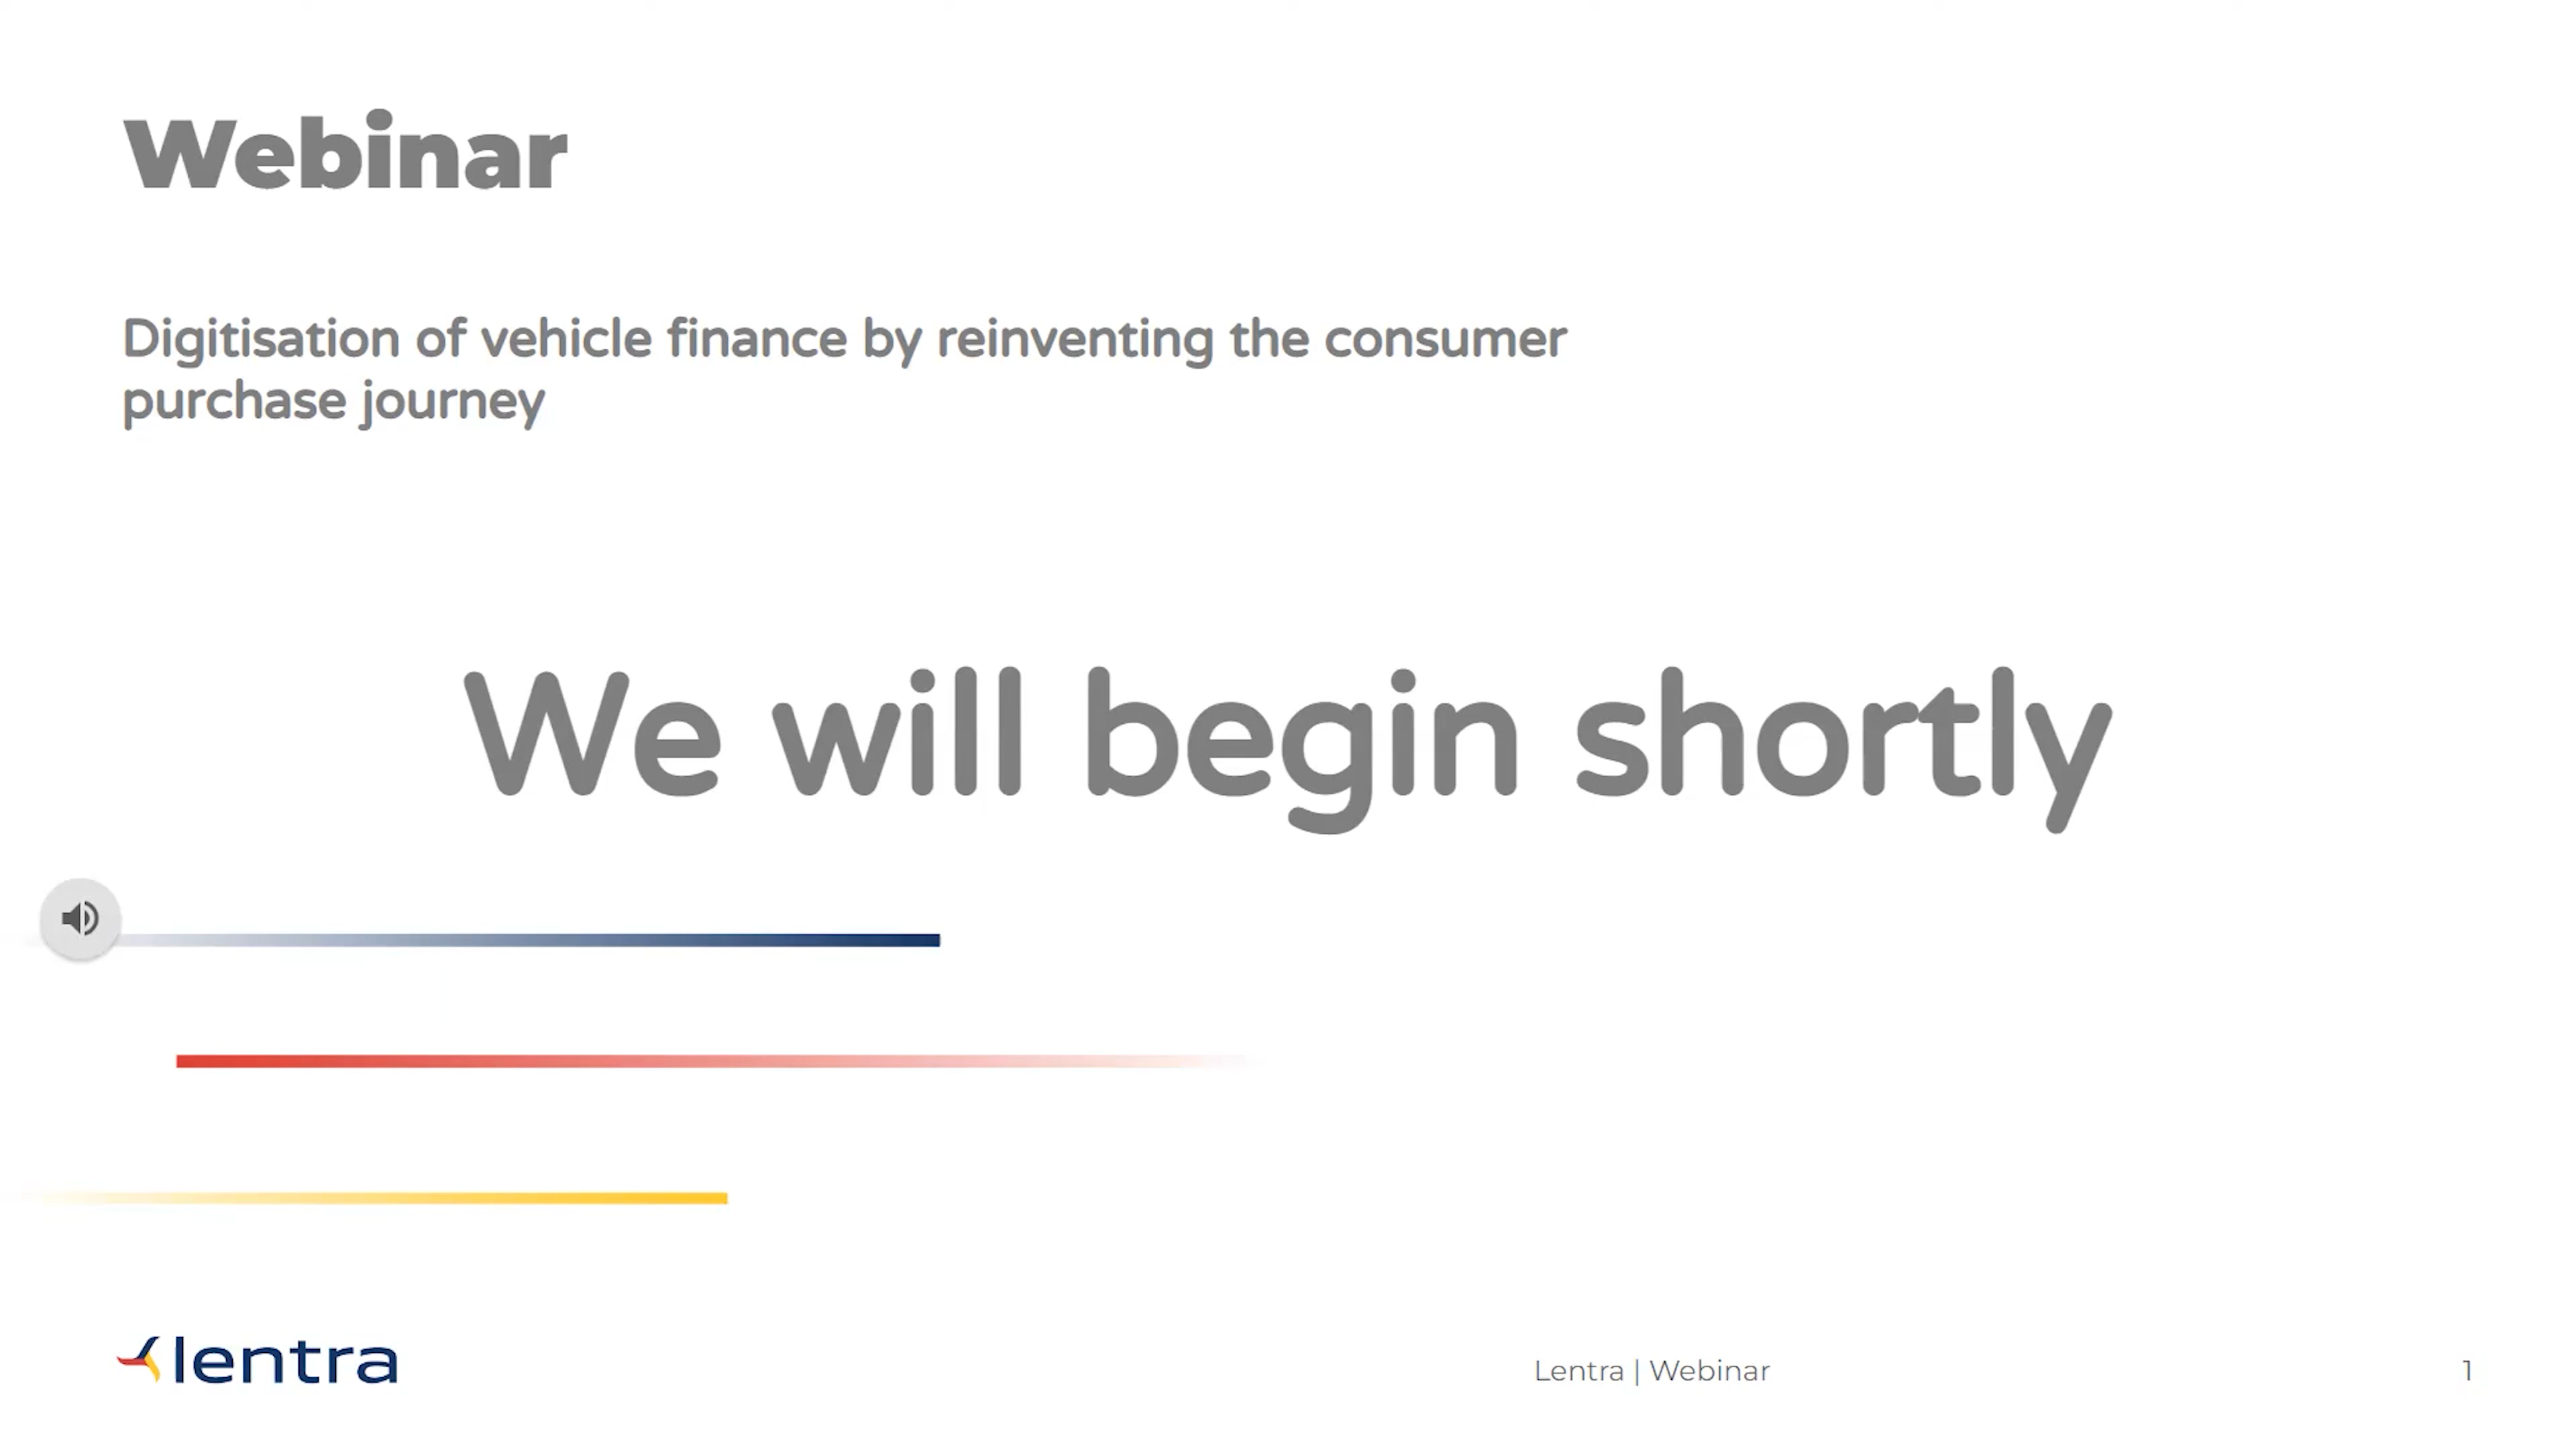 Webinar
Digitisation of vehicle finance by reinventing the consumer
purchase journey
We will begin shortly
lentra
Lentra | Webinar
1